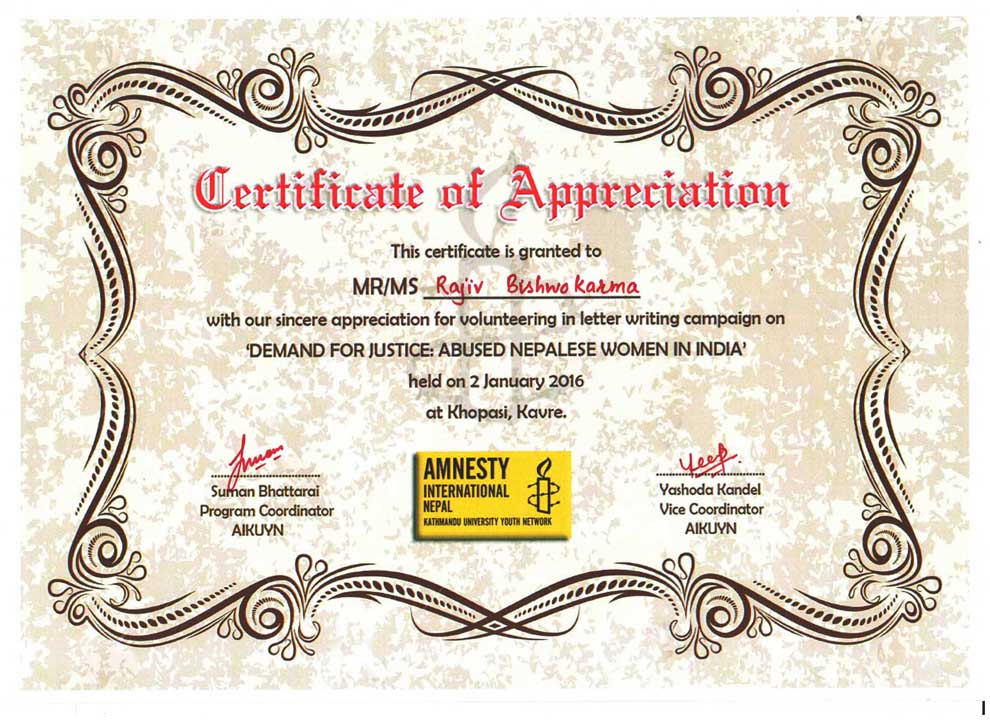 Certificate of Appreciation
This certificate is granted to
MR/MS Rajiv Bishwokarma
with our sincere appreciation for volunteering in letter writing campaign on
‘DEMAND FOR JUSTICE: ABUSED NEPALESE WOMEN IN INDIA’
held on 2 January 2016
at Khopasi, Kavre.
Suman Bhattarai
Program Coordinator
AIKUYN
AMNESTY
INTERNATIONAL
NEPAL
KATHMANDU UNIVERSITY YOUTH NETWORK
Yashoda Kandel
Vice Coordinator
AIKUYN